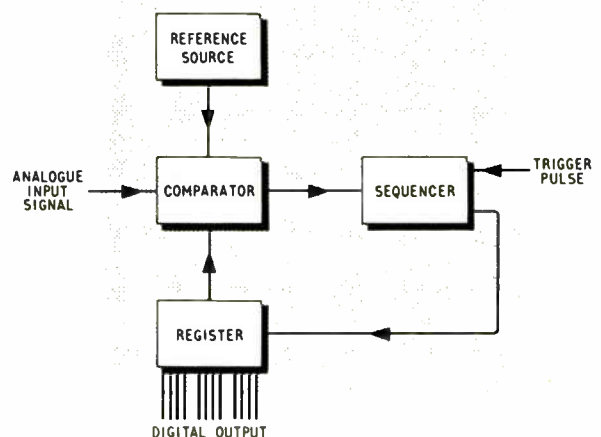 REFERENCE
SOURCE
ANALOGUE
INPUT
SIGNAL
COMPARATOR
SEQUENCER
TRIGGER
PULSE
REGISTER
DIGITAL OUTPUT